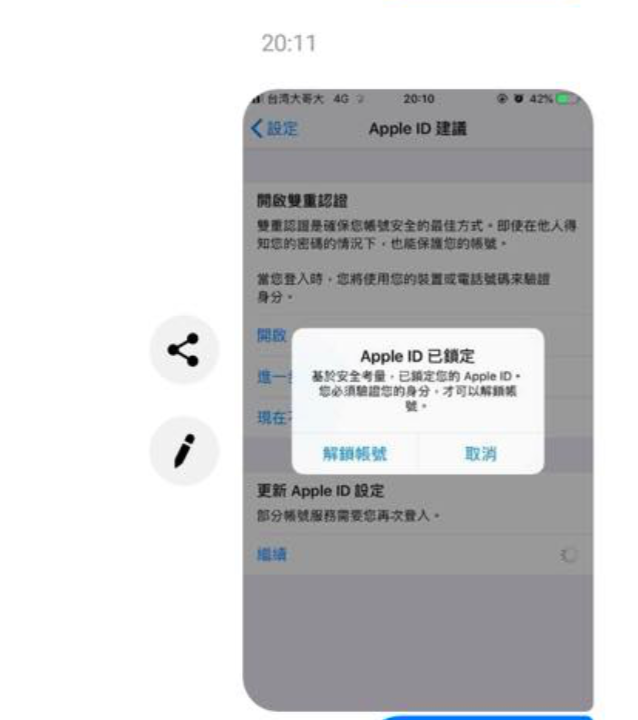 20:11
台灣大哥大 4G 20:10 42%
設定 Apple ID 建議
開啟雙重認證
雙重認證是確保您帳號安全的最佳方式。即使在他人得
知您的密碼的情況下，也能保護您的帳號。
當您登入時，您將使用您的裝置或電話號碼來驗證
身分。
開啟
進一
現在
Apple ID 已鎖定
基於安全考量，已鎖定您的 Apple ID。
您必須驗證您的身分，才可以解鎖帳
號。
解鎖帳號 取消
更新 Apple ID 設定
部分帳號服務需要您再次登入。
繼續